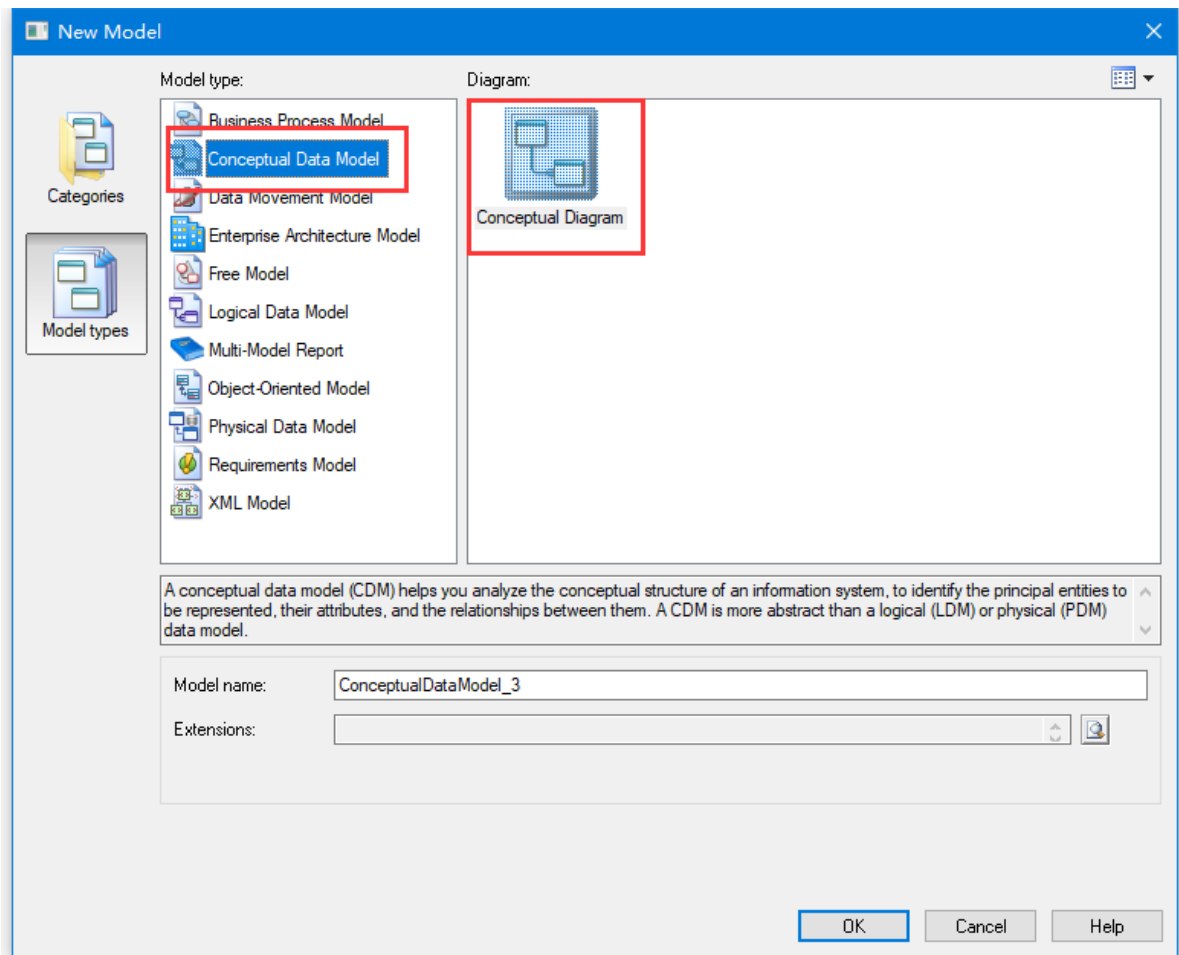 New Model
Model type:
Diagram:
Categories
Model types
Business Process Model
Conceptual Data Model
Data Movement Model
Enterprise Architecture Model
Free Model
Logical Data Model
Multi-Model Report
Object-Oriented Model
Physical Data Model
Requirements Model
XML Model
Conceptual Diagram
A conceptual data model (CDM) helps you analyze the conceptual structure of an information system, to identify the principal entities to
be represented, their attributes, and the relationships between them. A CDM is more abstract than a logical (LDM) or physical (PDM)
data model.
Model name:
ConceptualDataModel_3
Extensions:
OK
Cancel
Help